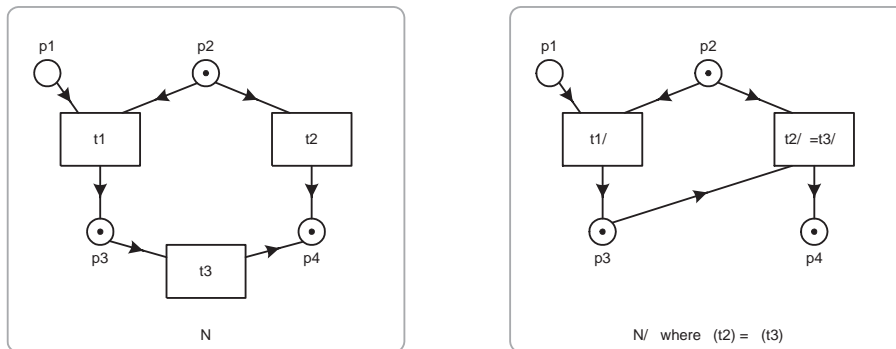 p1 p2
t1 t2
p3 p4
t3
N
p1 p2
t1/ t2/ =t3/
p3 p4
N/ where (t2) = (t3)